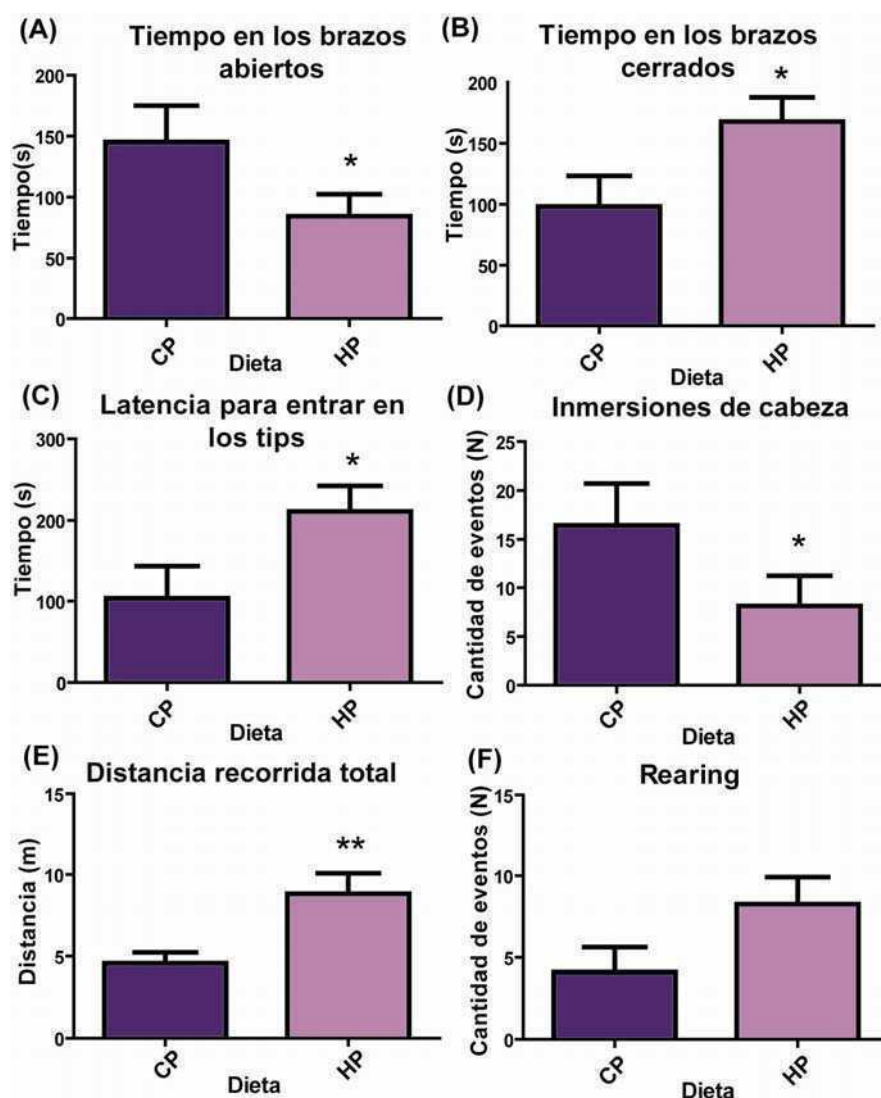 (A)
Tiempo en los brazos
abiertos
Tiempo(s)
200
150
100
50
0
*
CP
HP
Dieta
(B)
Tiempo en los brazos
cerrados
Tiempo (s)
200
150
100
50
0
*
CP
HP
Dieta
(C)
Latencia para entrar en
los tips
Tiempo (s)
300
200
100
0
*
CP
HP
Dieta
(D)
Inmersiones de cabeza
Cantidad de eventos (N)
25
20
15
10
5
0
*
CP
HP
Dieta
(E)
Distancia recorrida total
Distancia (m)
15
10
5
0
**
CP
HP
Dieta
(F)
Rearing
Cantidad de eventos (N)
15
10
5
0
CP
HP
Dieta